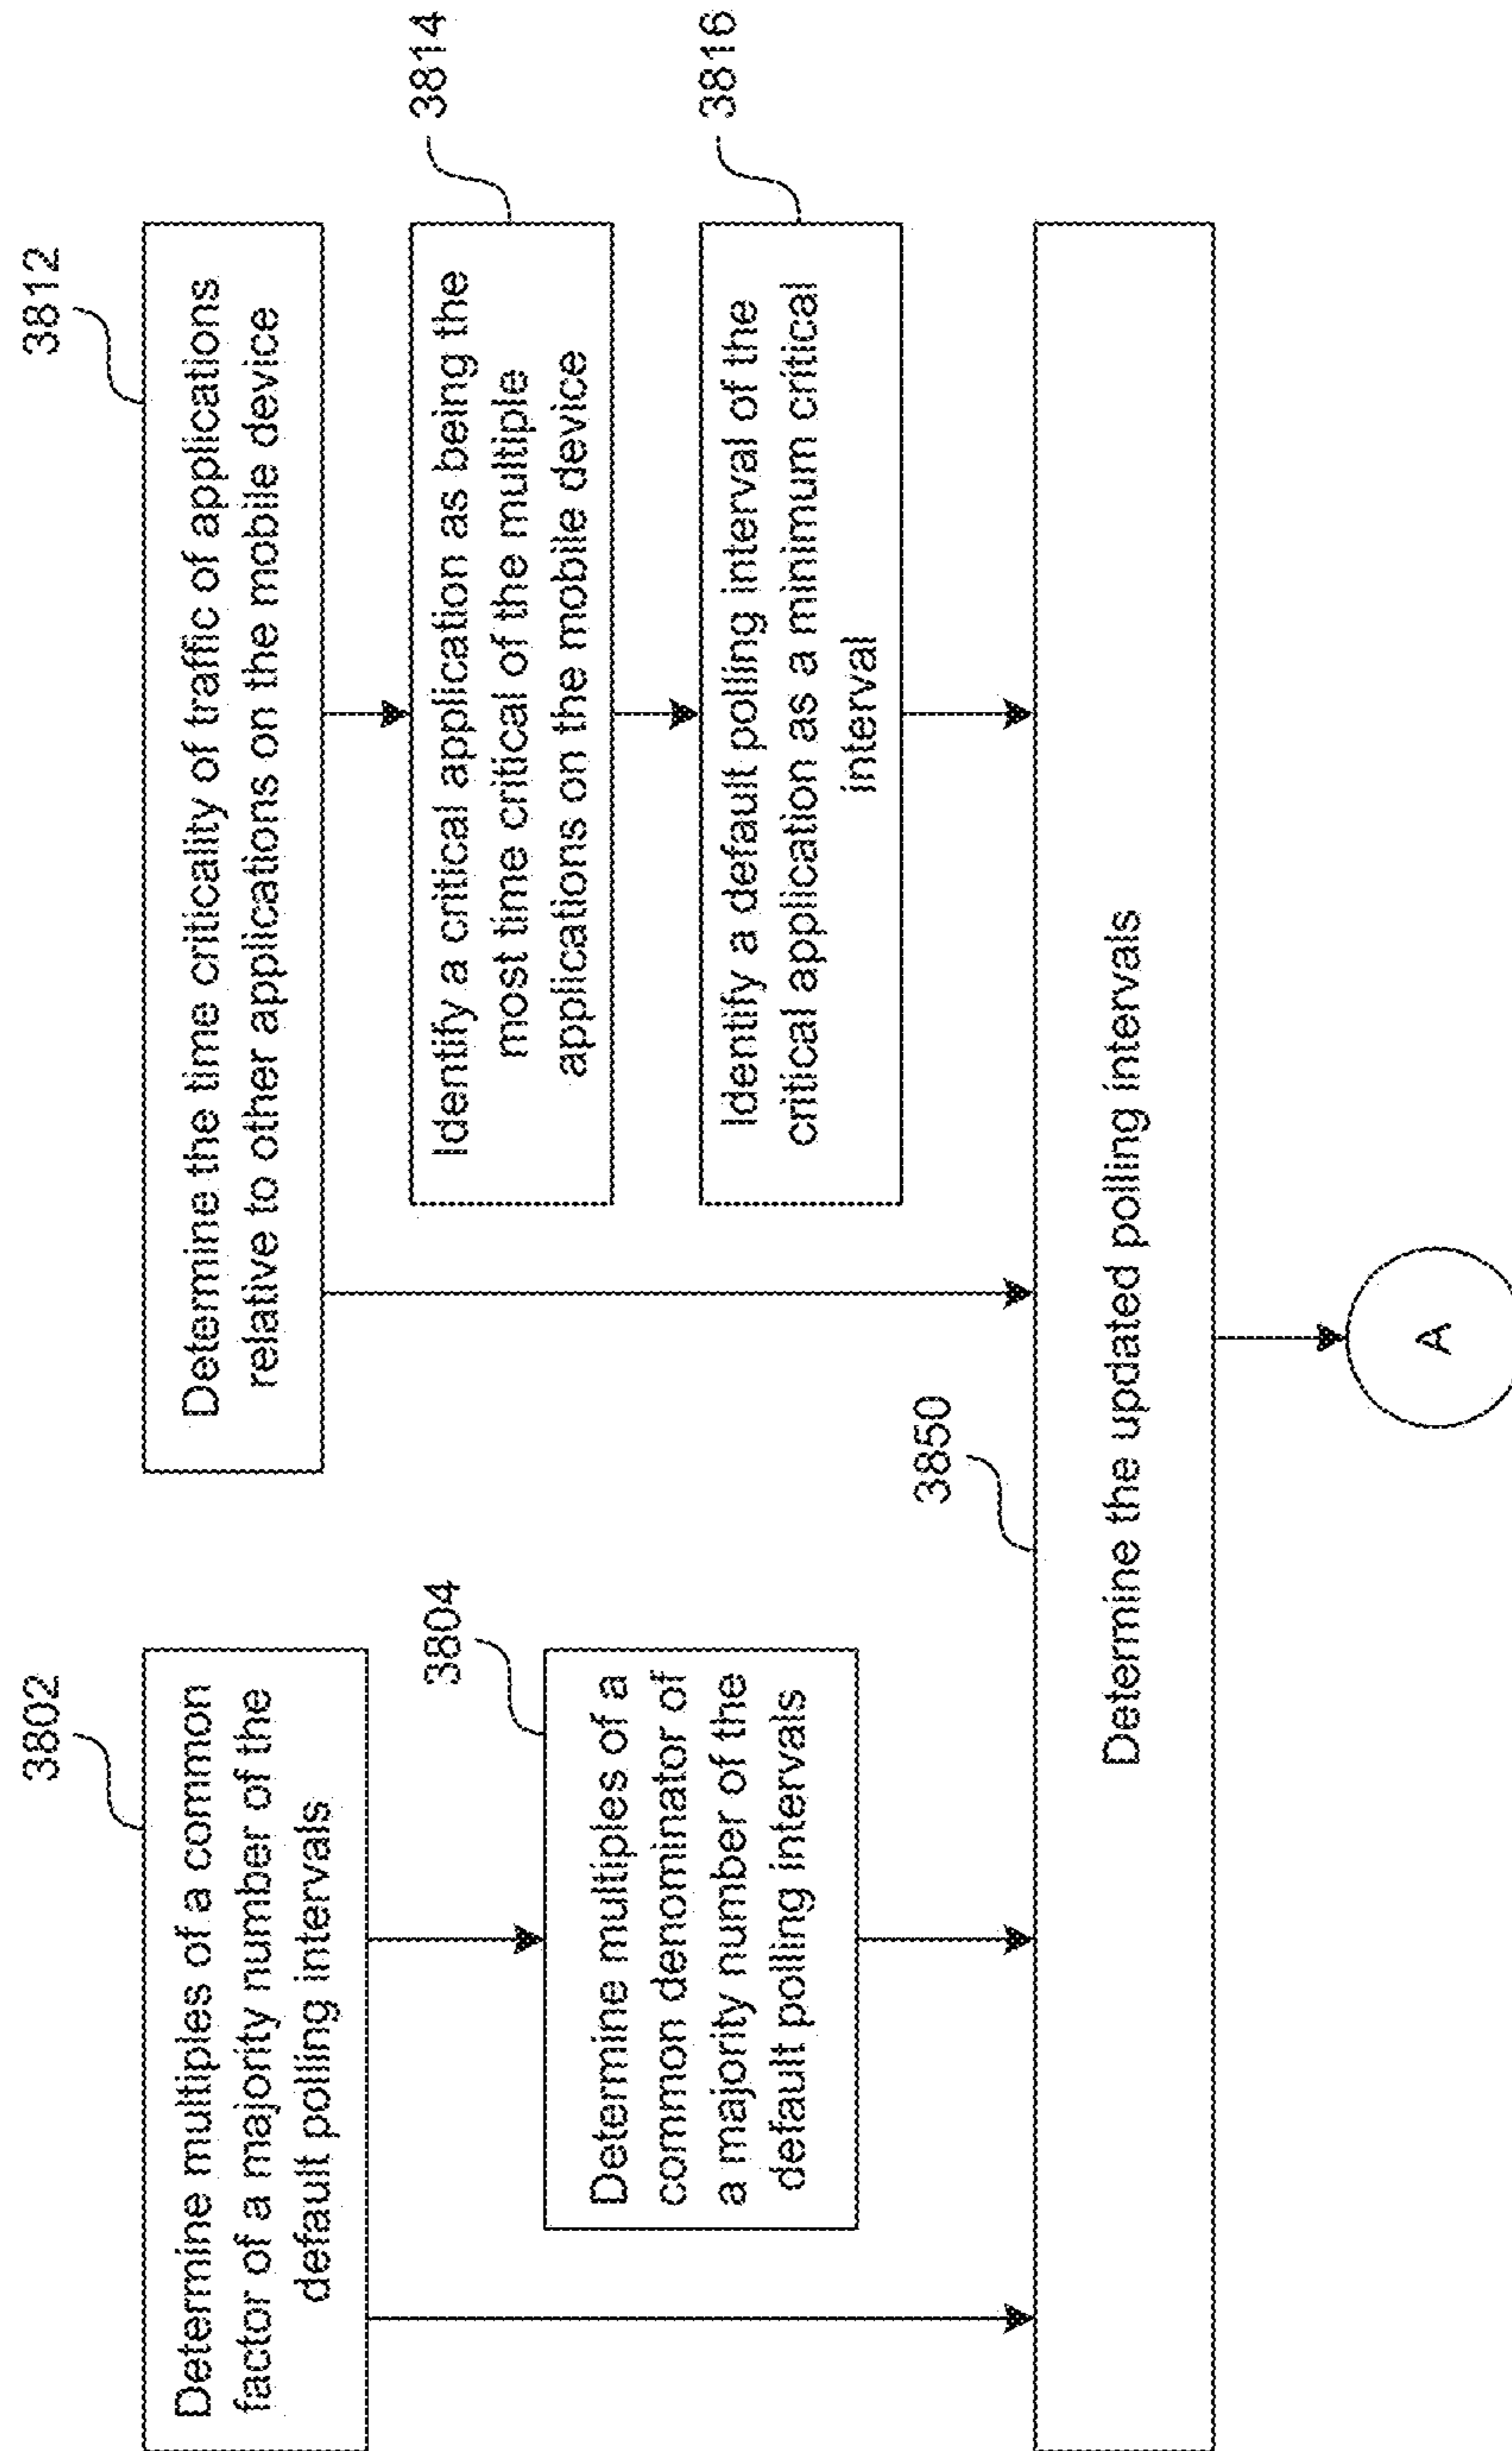 3802
Determine multiples of a common
factor of a majority number of the
default polling intervals
3804
Determine multiples of a
common denominator of
a majority number of the
default polling intervals
3812
Determine the time criticality of traffic of applications
relative to other applications on the mobile device
3814
Identify a critical application as being the
most time critical of the multiple
applications on the mobile device
3816
Identify a default polling interval of the
critical application as a minimum critical
interval
3850
Determine the updated polling intervals
A